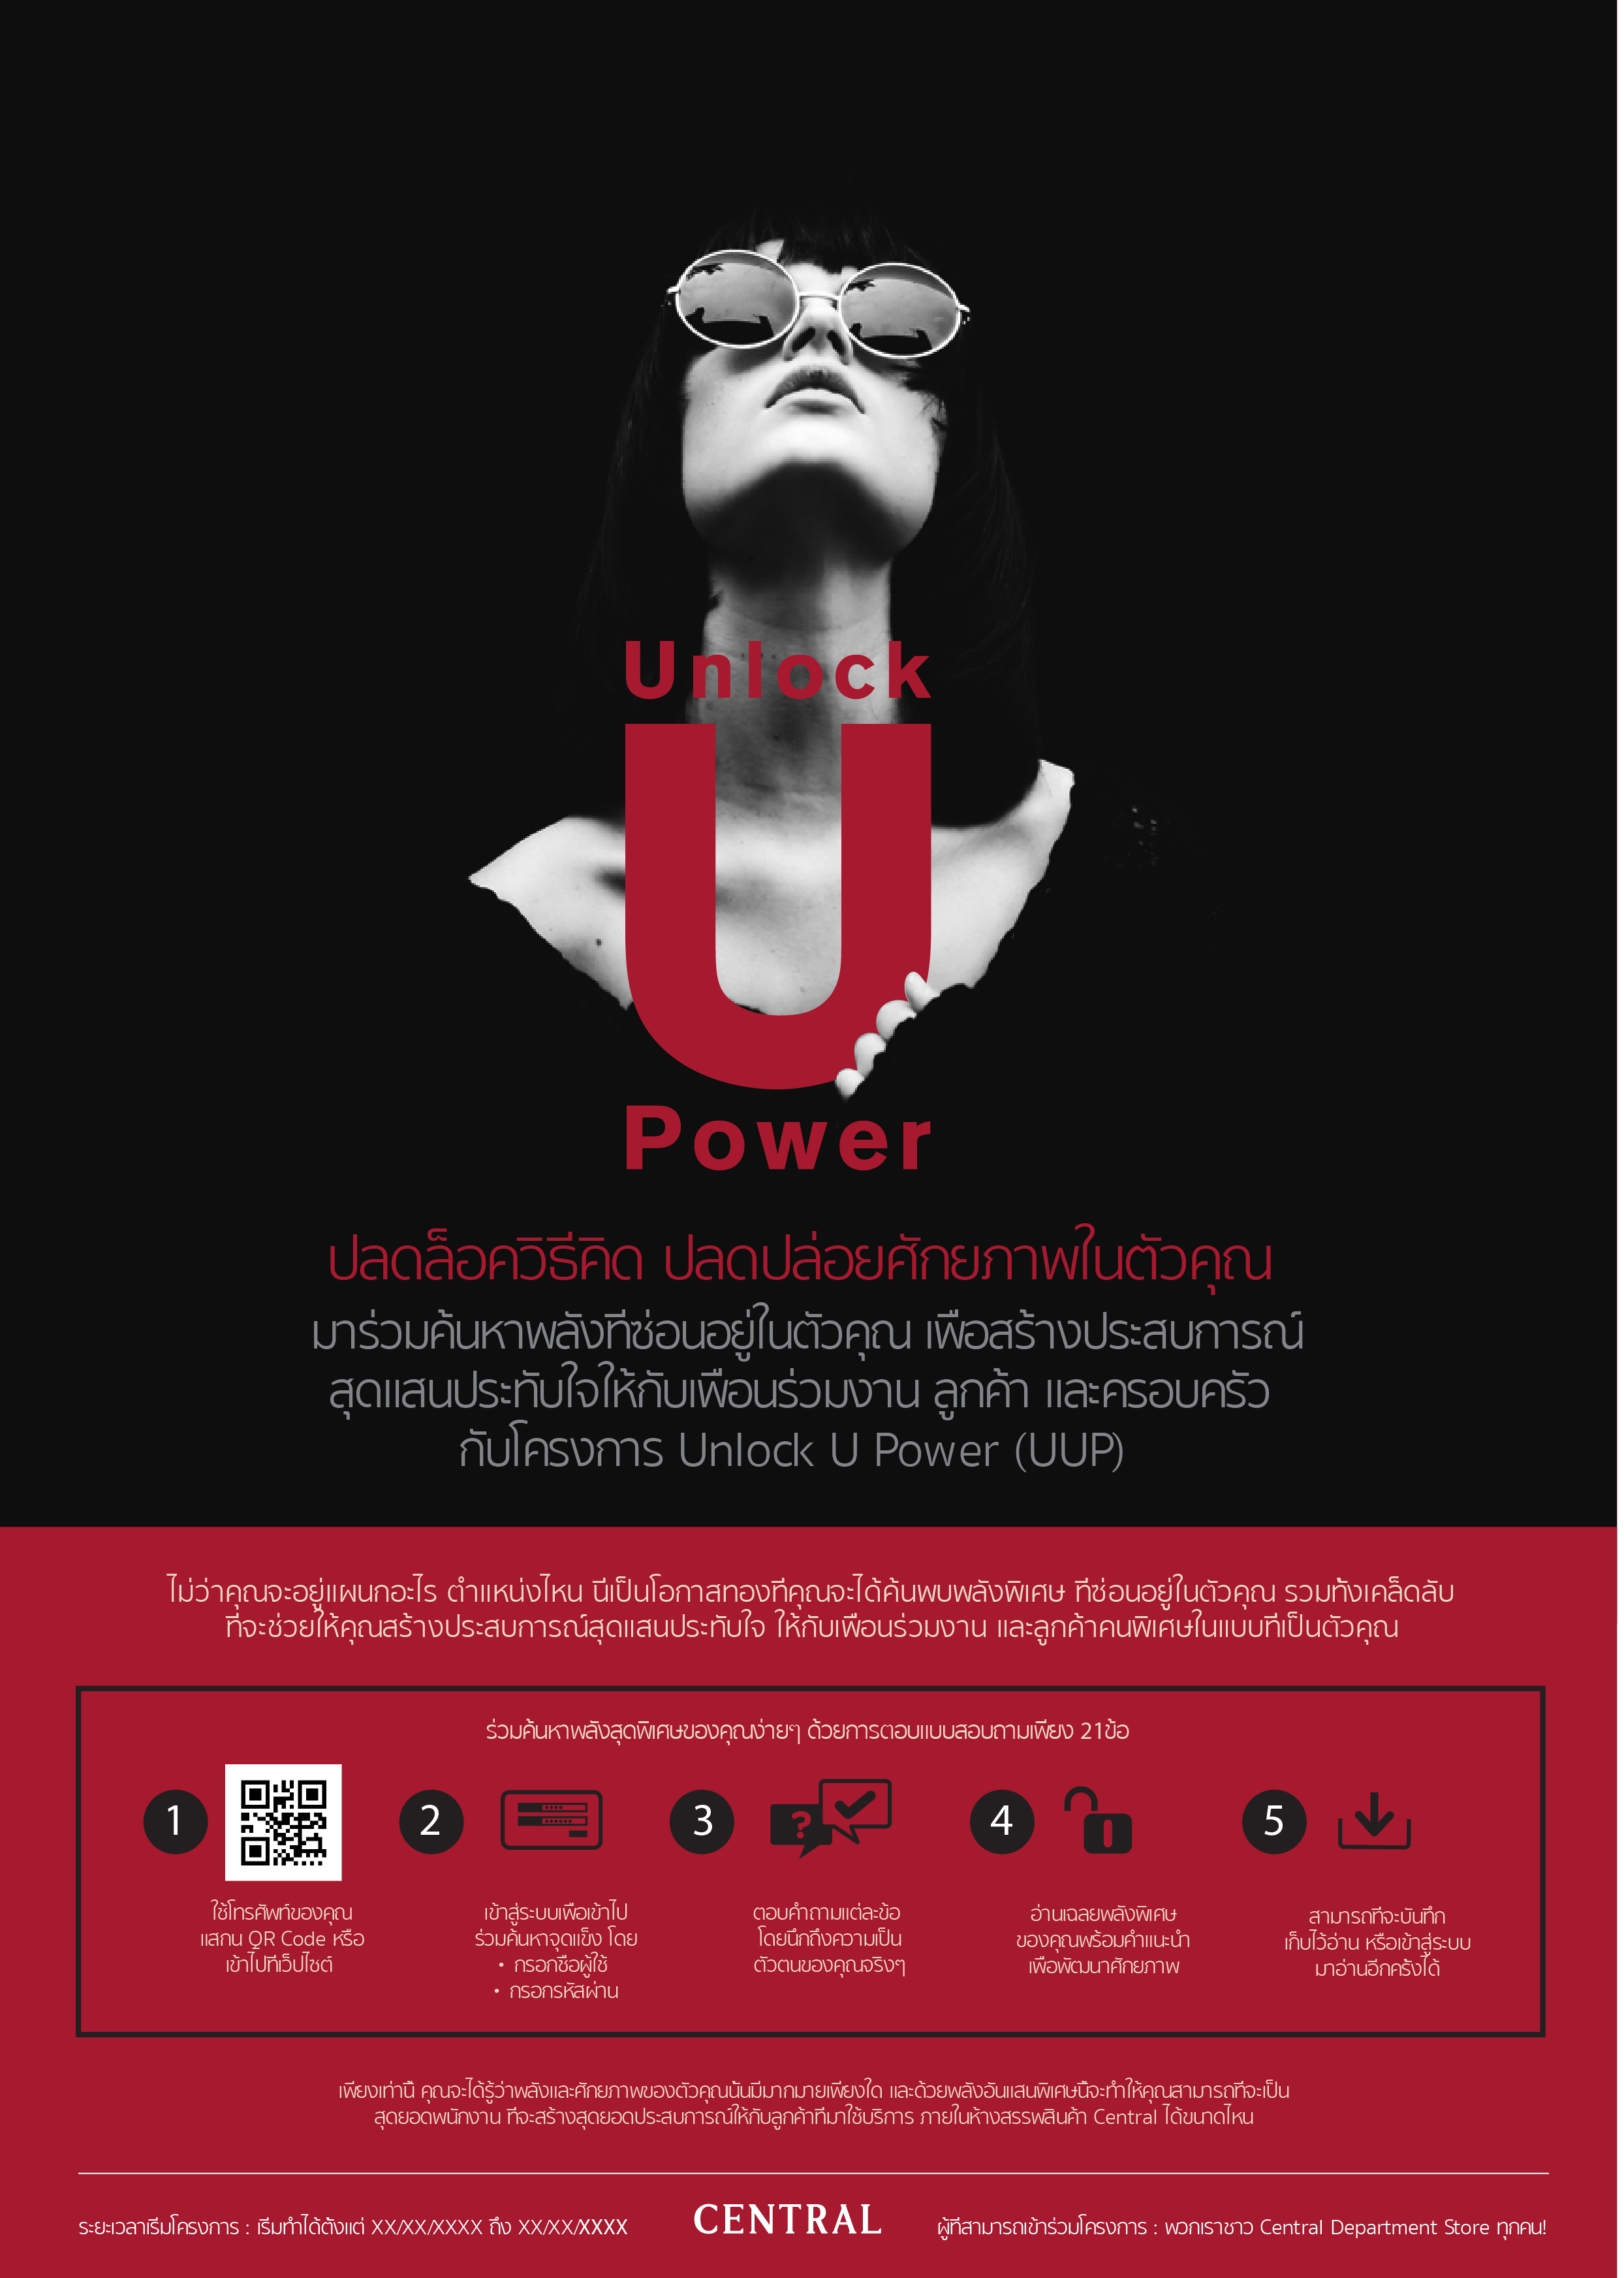 Unlock
U
Power
ปลดล็อควิธีคิด ปลดปล่อยศักยภาพในตัวคุณ
มาร่วมค้นหาพลังที่ซ่อนอยู่ในตัวคุณ เพื่อสร้างประสบการณ์
สุดแสนประทับใจให้กับเพื่อนร่วมงาน ลูกค้า และครอบครัว
กับโครงการ Unlock U Power (UUP)
ไม่ว่าคุณจะอยู่แผนกอะไร ตำแหน่งไหน นี่เป็นโอกาสทองที่คุณจะได้ค้นพบพลังพิเศษ ที่ซ่อนอยู่ในตัวคุณ รวมทั้งเคล็ดลับ
ที่จะช่วยให้คุณสร้างประสบการณ์สุดแสนประทับใจ ให้กับเพื่อนร่วมงาน และลูกค้าคนพิเศษในแบบที่เป็นตัวคุณ
ร่วมค้นหาพลังสุดพิเศษของคุณง่ายๆ ด้วยการตอบแบบสอบถามเพียง 21ข้อ
1
ใช้โทรศัพท์ของคุณ
แสกน QR Code หรือ
เข้าไปที่เว็ปไซต์
2
เข้าสู่ระบบเพื่อเข้าไป
ร่วมค้นหาจุดแข็ง โดย
• กรอกชื่อผู้ใช้
• กรอกรหัสผ่าน
3
?
ตอบคำถามแต่ละข้อ
โดยนึกถึงความเป็น
ตัวตนของคุณจริงๆ
4
อ่านเฉลยพลังพิเศษ
ของคุณพร้อมคำแนะนำ
เพื่อพัฒนาศักยภาพ
5
สามารถที่จะบันทึก
เก็บไว้อ่าน หรือเข้าสู่ระบบ
มาอ่านอีกครั้งได้
เพียงเท่านี้ คุณจะได้รู้ว่าพลังและศักยภาพของตัวคุณนั้นมีมากมายเพียงใด และด้วยพลังอันแสนพิเศษนี้จะทำให้คุณสามารถที่จะเป็น
สุดยอดพนักงาน ที่จะสร้างสุดยอดประสบการณ์ให้กับลูกค้าที่มาใช้บริการ ภายในห้างสรรพสินค้า Central ได้ขนาดไหน
ระยะเวลาเริ่มโครงการ : เริ่มทำได้ตั้งแต่ XX/XX/XXXX ถึง XX/XX/XXXX
CENTRAL
ผู้ที่สามารถเข้าร่วมโครงการ : พวกเราชาว Central Department Store ทุกคน!